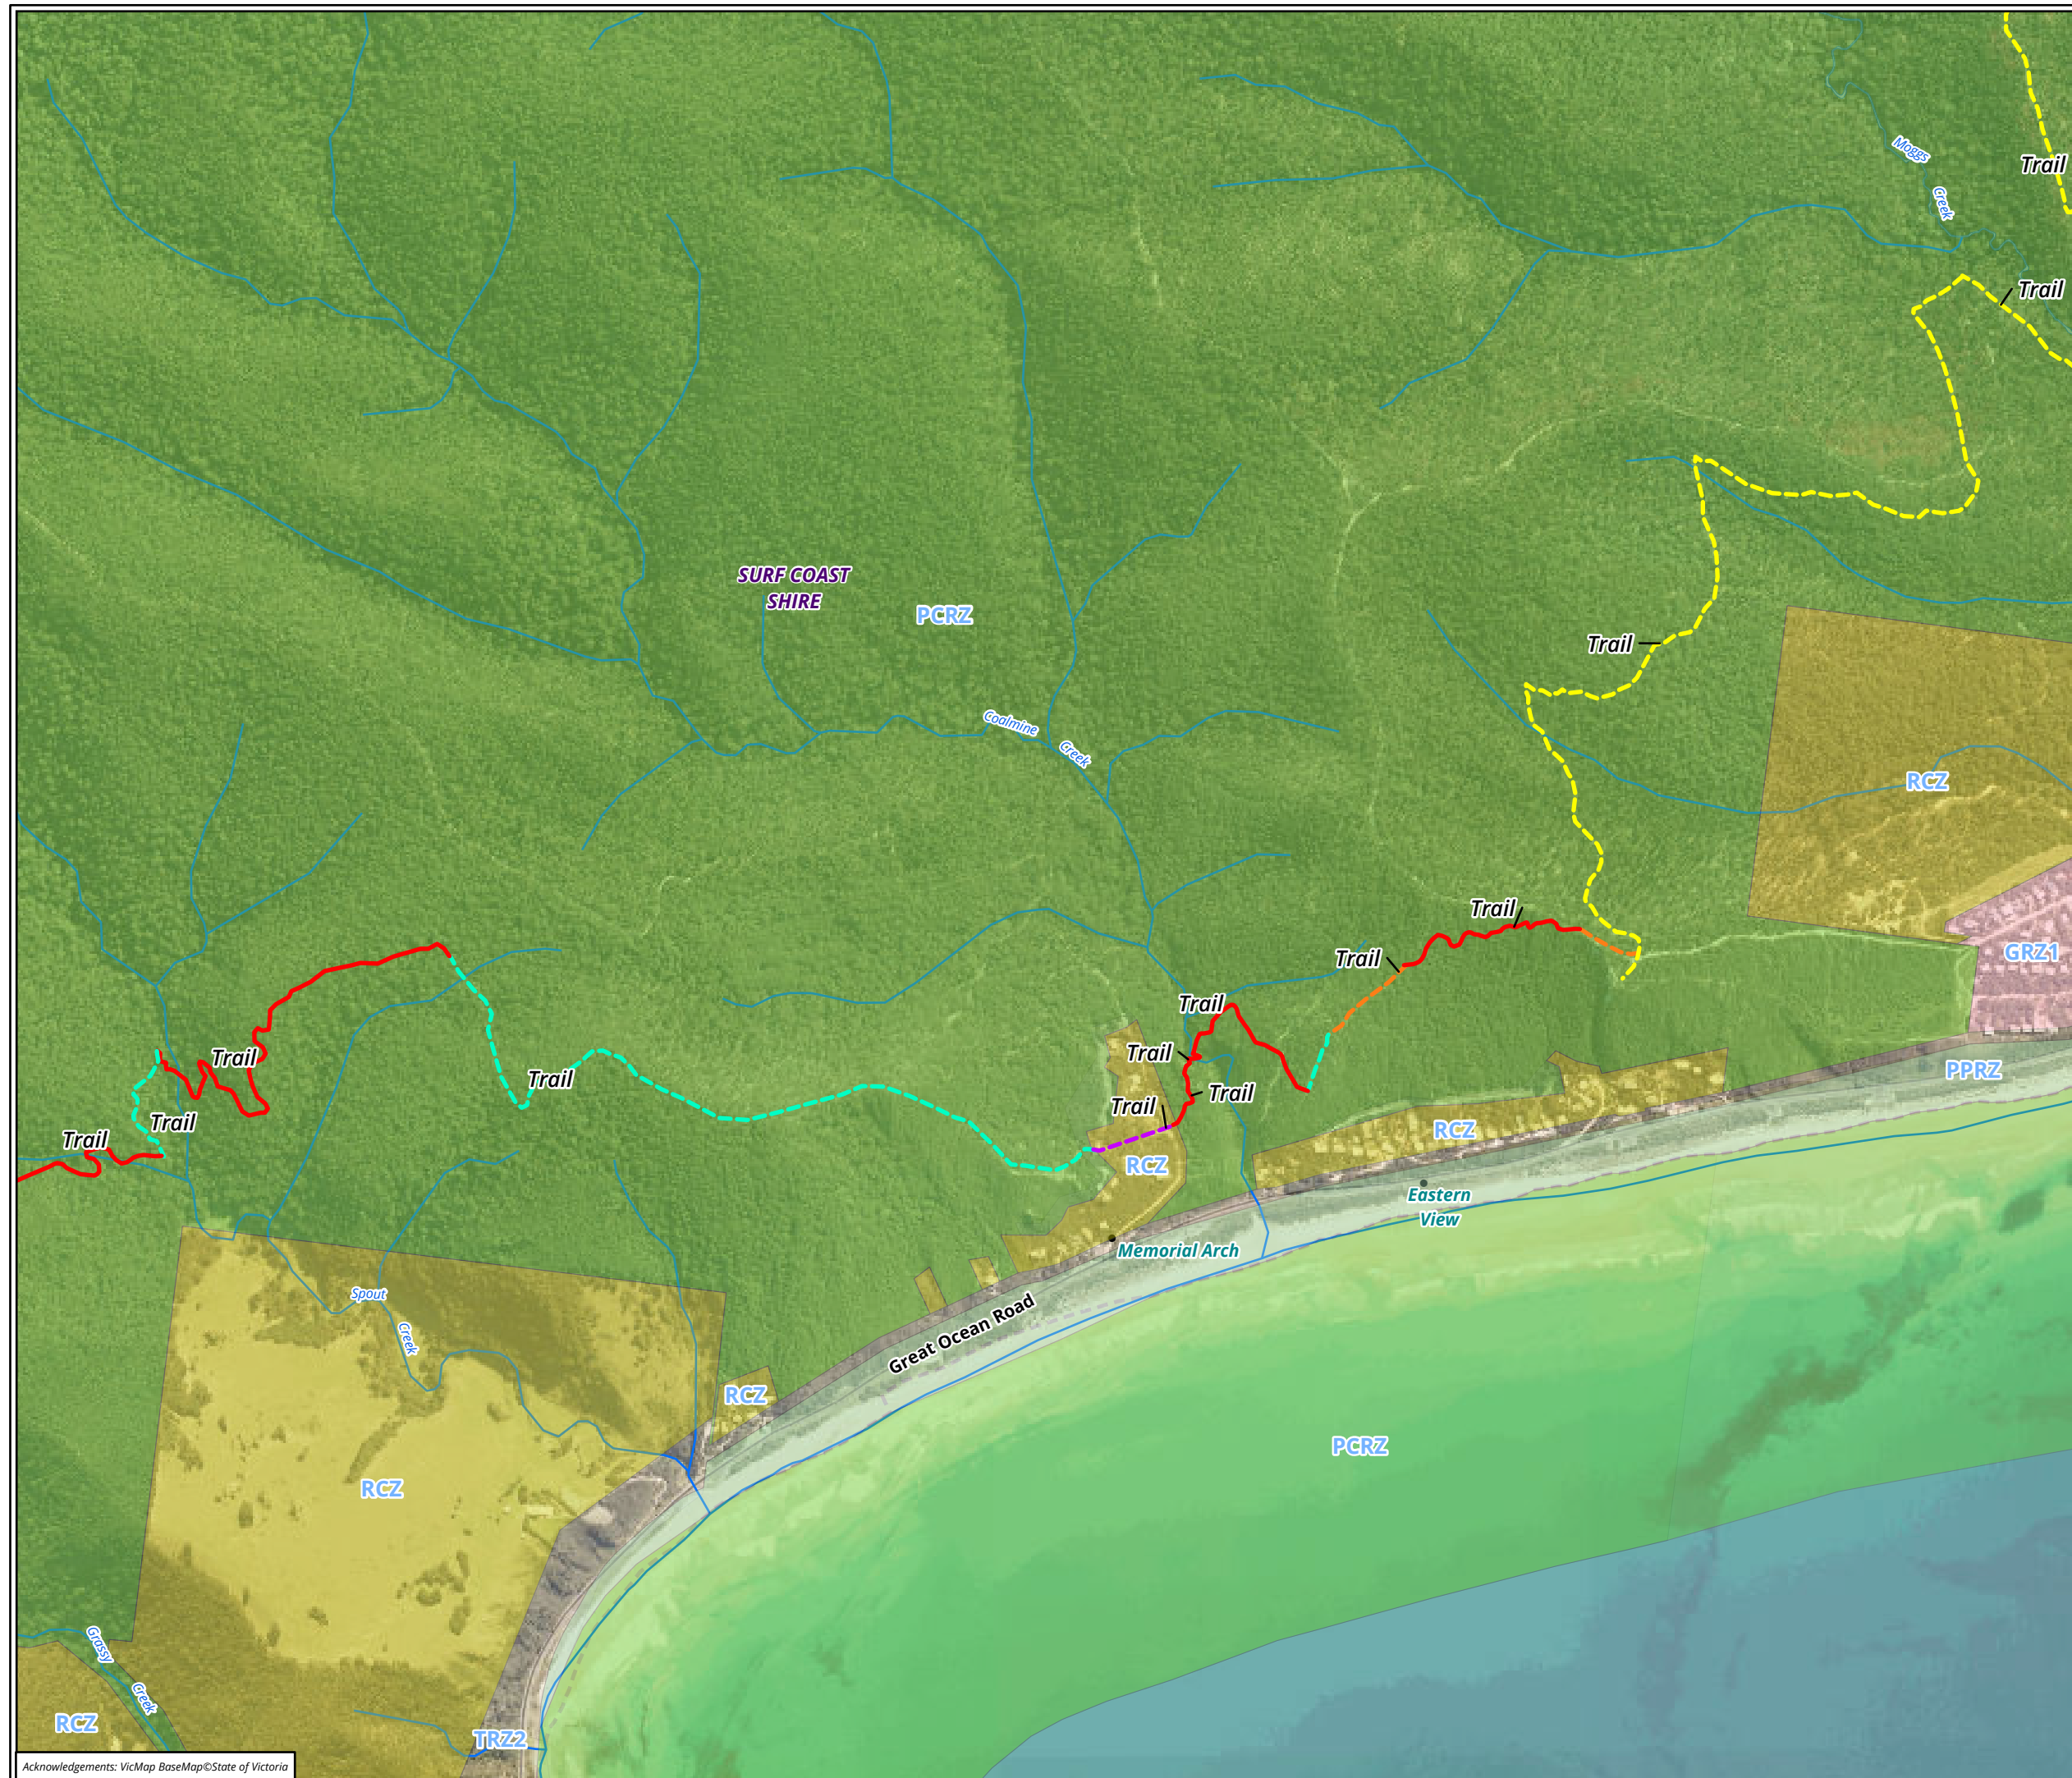 Moggs
Trail
Creek
Trail
SURF COAST
SHIRE
PCRZ
Trail
Coalmine
Creek
RCZ
Trail
GRZ1
Trail
Trail
Trail
Trail
PPRZ
Trail
Trail
Trail
Trail
Trail
RCZ
Trail
RCZ
Eastern
View
Memorial Arch
Spout
Creek
Great Ocean Road
RCZ
PCRZ
RCZ
Grassy
Creek
RCZ
TRZ2
Acknowledgements: VicMap BaseMap©State of Victoria